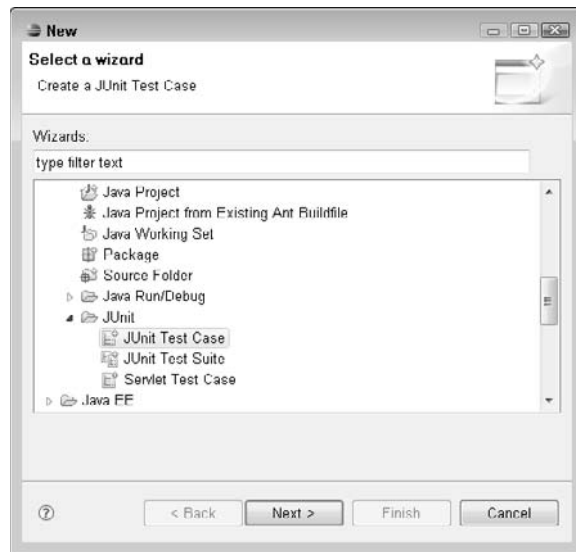 New
Select a wizard
Create a JUnit Test Case
Wizards:
type filter text
Java Project
Java Project from Existing Ant Buildfile
Java Working Set
Package
Source Folder
Java Run/Debug
JUnit
JUnit Test Case
JUnit Test Suite
Servlet Test Case
Java EE
? < Back Next > Finish Cancel